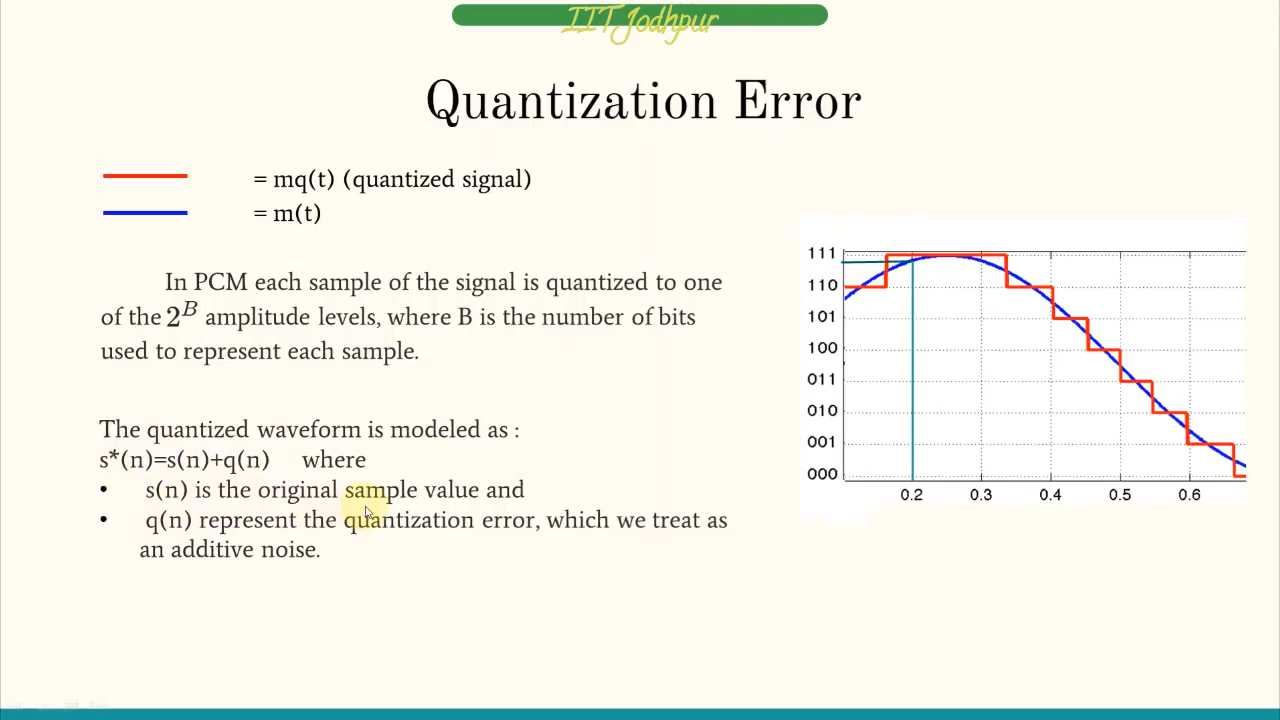 IIT Jodhpur
Quantization Error
= mq(t) (quantized signal)
= m(t)
In PCM each sample of the signal is quantized to one
of the 2^B amplitude levels, where B is the number of bits
used to represent each sample.
The quantized waveform is modeled as :
s*(n)=s(n)+q(n) where
• s(n) is the original sample value and
• q(n) represent the quantization error, which we treat as
an additive noise.
111
110
101
100
011
010
001
000
0.2 0.3 0.4 0.5 0.6